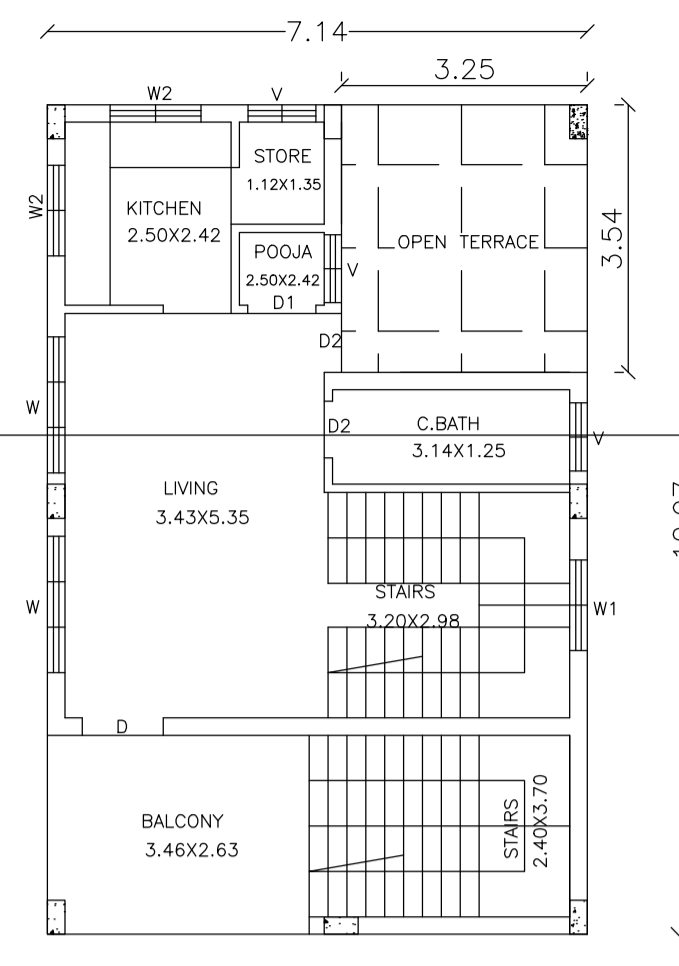 7.14
3.25
W2
V
STORE
1.12X1.35
W2
KITCHEN
2.50X2.42
OPEN TERRACE
3.54
POOJA
2.50X2.42
V
D1
D2
W
D2
C.BATH
3.14X1.25
V
LIVING
3.43X5.35
STAIRS
3.20X2.98
W
W1
D
BALCONY
3.46X2.63
STAIRS
2.40X3.70